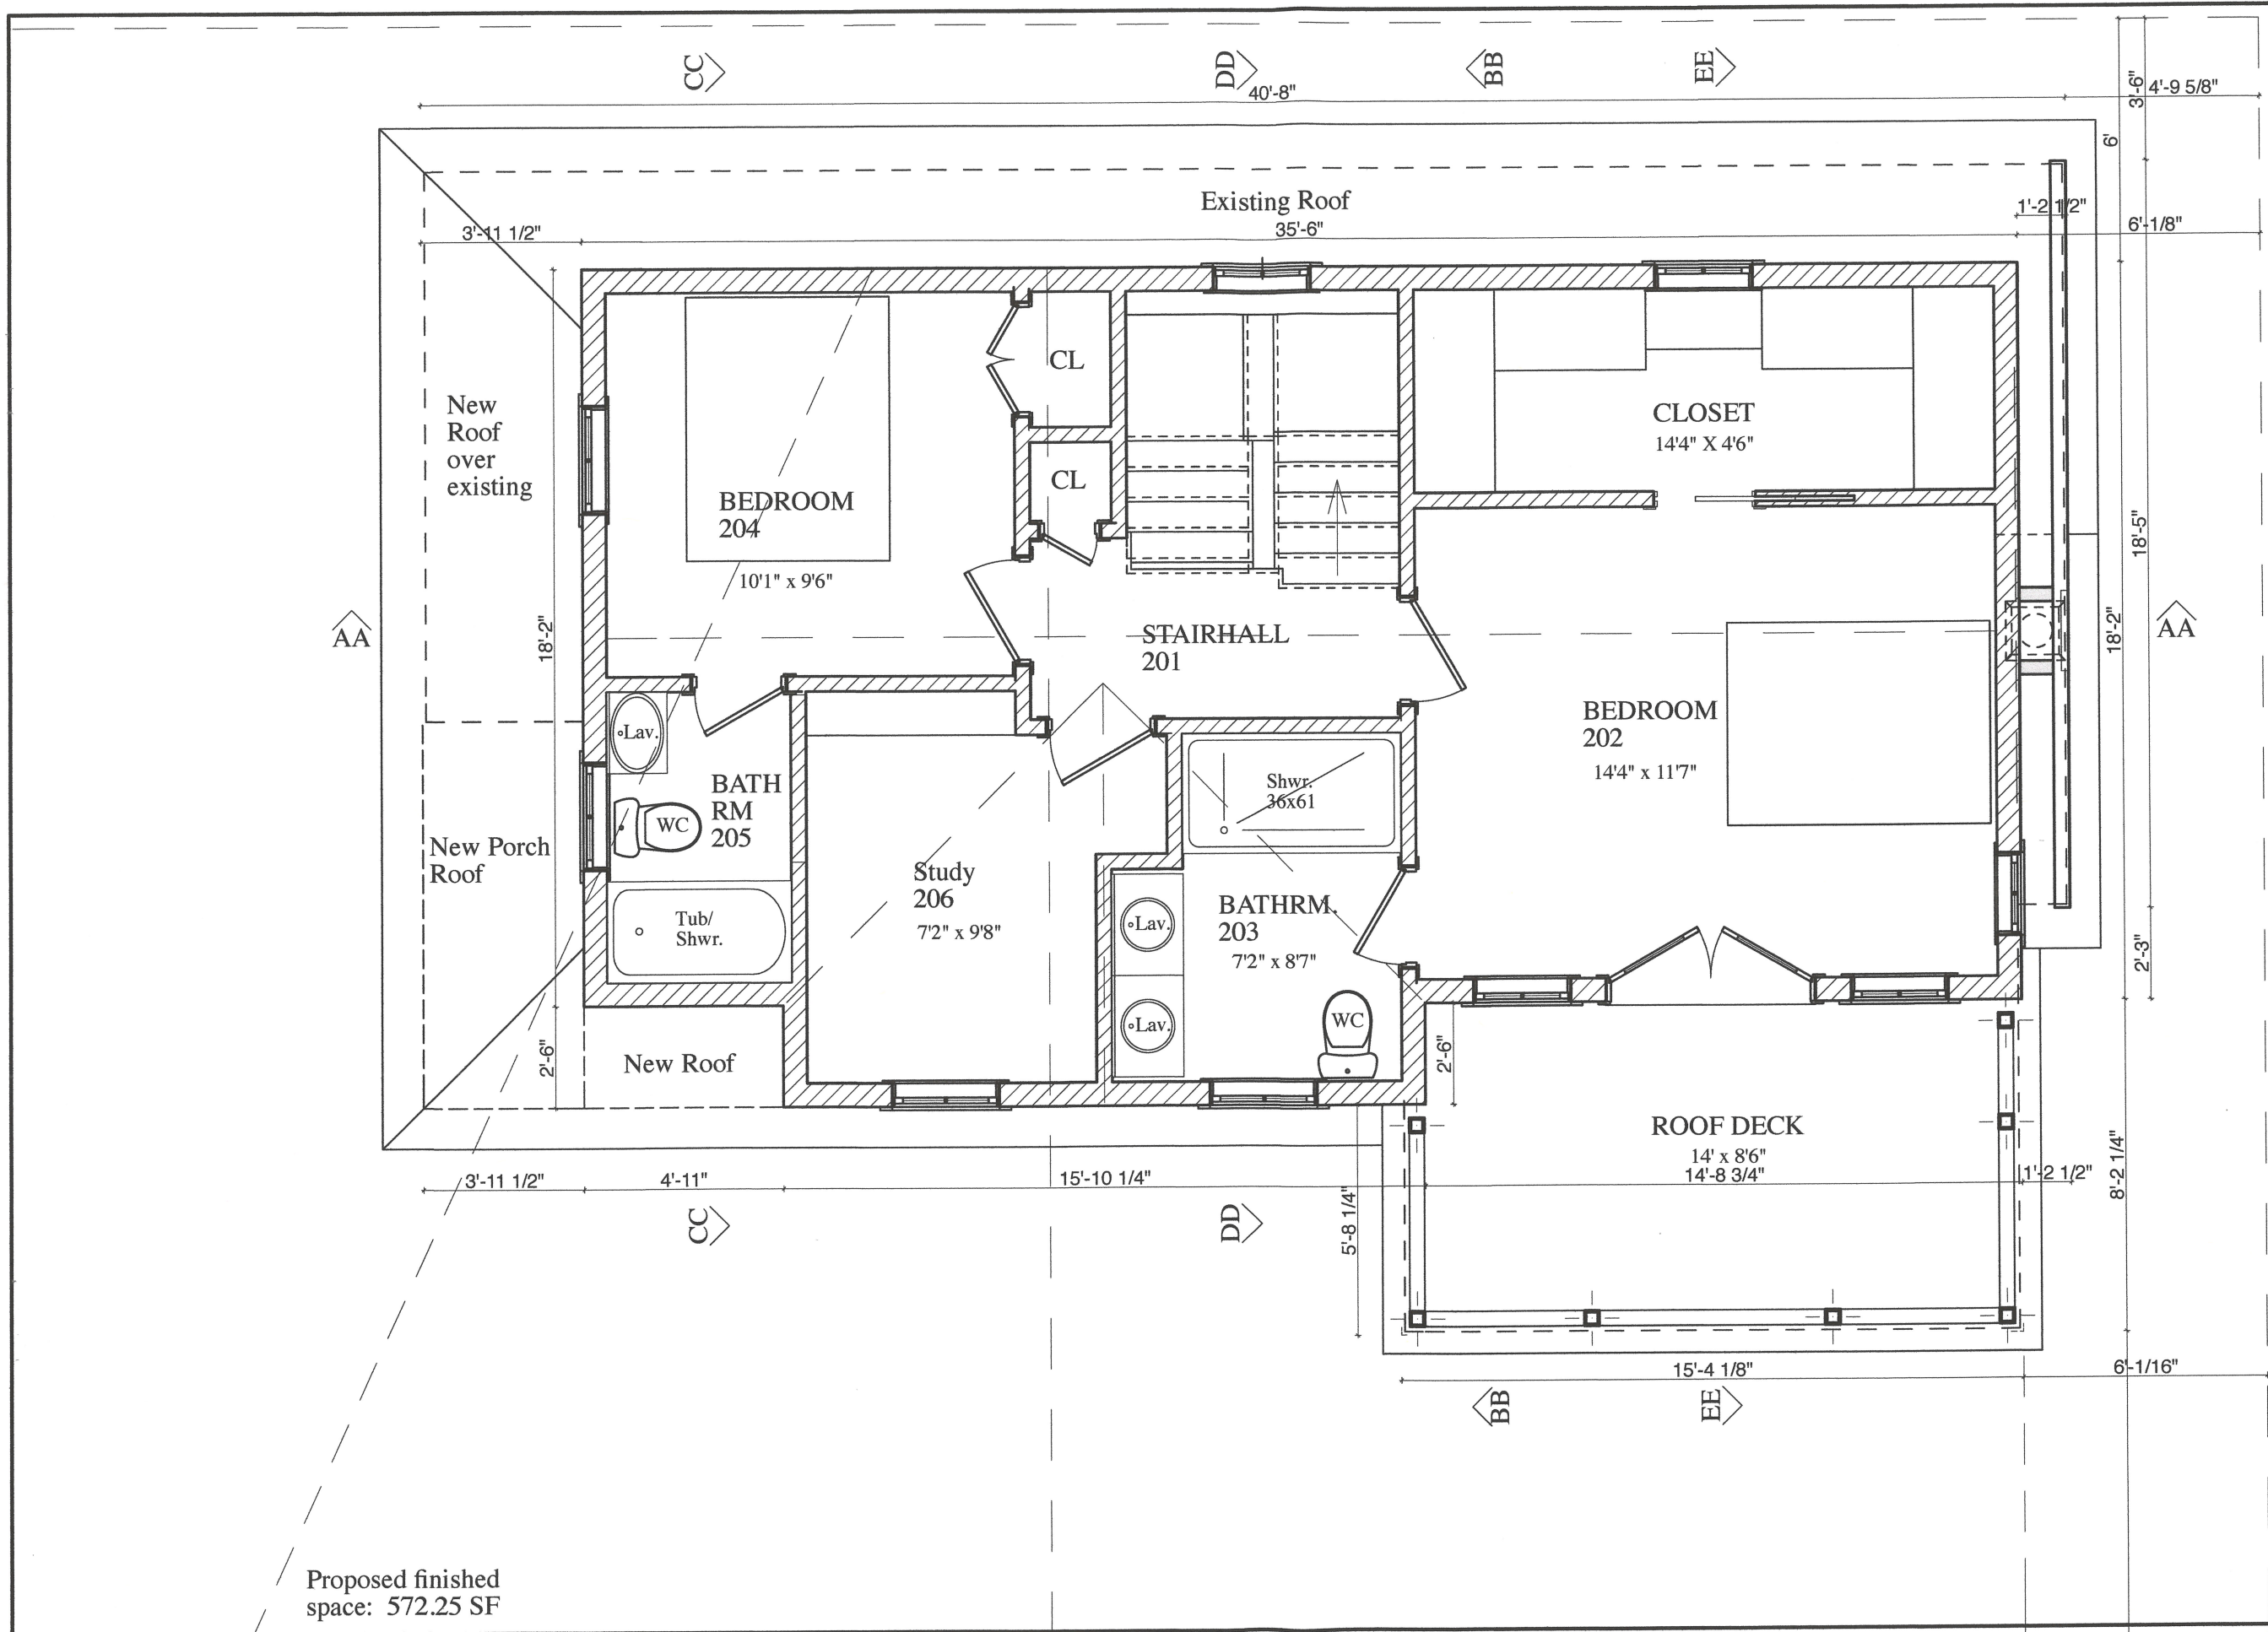 CC
DD
BB
EE
40'-8"
3'-6"
4'-9 5/8"
6'
Existing Roof
1'-2 1/2"
3'-11 1/2"
35'-6"
6'-1/8"
CL
New
Roof
over
existing
CLOSET
14'4" X 4'6"
CL
BEDROOM
204
10'1" x 9'6"
18'-5"
AA
18'-2"
STAIRHALL
201
18'-2"
AA
BEDROOM
202
14'4" x 11'7"
Lav.
BATH
RM
205
WC
Shwr.
36x61
New Porch
Roof
Study
206
7'2" x 9'8"
Tub/
Shwr.
Lav.
BATHRM.
203
7'2" x 8'7"
2'-3"
Lav.
WC
2'-6"
New Roof
2'-6"
ROOF DECK
14' x 8'6"
14'-8 3/4"
3'-11 1/2"
4'-11"
15'-10 1/4"
1'-2 1/2"
8'-2 1/4"
CC
DD
5'-8 1/4"
15'-4 1/8"
6'-1/16"
BB
EE
Proposed finished
space: 572.25 SF